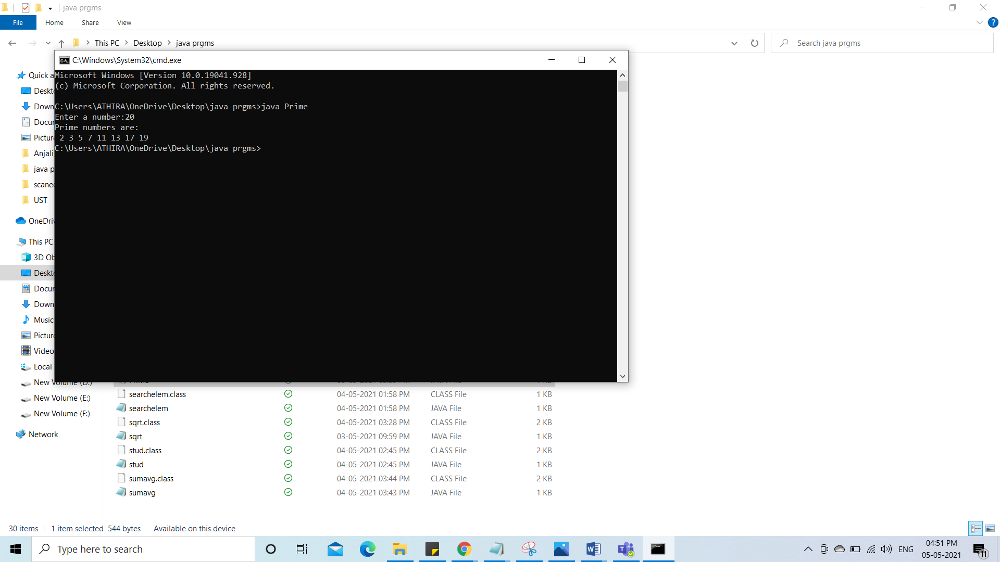 java prgms
File Home Share View
This PC Desktop java prgms
Search java prgms
C:\Windows\System32\cmd.exe
Microsoft Windows [Version 10.0.19041.928]
(c) Microsoft Corporation. All rights reserved.
C:\Users\ATHIRA\OneDrive\Desktop\java prgms>java Prime
Enter a number:20
Prime numbers are:
2 3 5 7 11 13 17 19
C:\Users\ATHIRA\OneDrive\Desktop\java prgms>
Quick a
Deskt
Down
Docu
Pictur
Anjali
java p
scane
UST
OneDri
This PC
3D Ob
Deskt
Docu
Down
Music
Pictur
Video
Local
New Volume (D:)
New Volume (E:)
New Volume (F:)
Network
searchelem.class 04-05-2021 01:58 PM CLASS File 1 KB
searchelem 04-05-2021 01:58 PM JAVA File 1 KB
sqrt.class 04-05-2021 03:28 PM CLASS File 2 KB
sqrt 03-05-2021 09:59 PM JAVA File 1 KB
stud.class 04-05-2021 02:45 PM CLASS File 2 KB
stud 04-05-2021 02:45 PM JAVA File 1 KB
sumavg.class 04-05-2021 03:44 PM CLASS File 2 KB
sumavg 04-05-2021 03:43 PM JAVA File 1 KB
30 items 1 item selected 544 bytes Available on this device
Type here to search
ENG
04:51 PM
05-05-2021
11